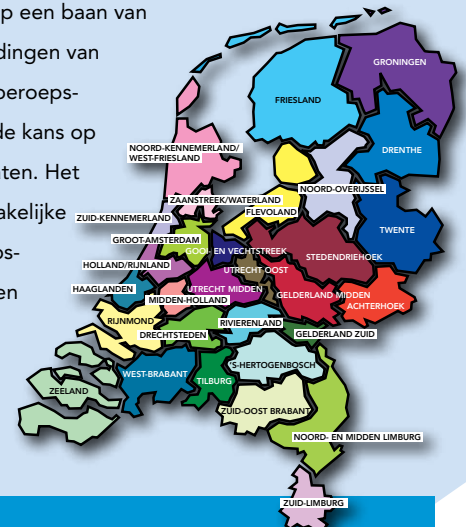 p een baan van
dingen van
beroeps-
de kans op
ten. Het
akelijke
ps-
en
GRONINGEN
FRIESLAND
DRENTHE
NOORD-KENNEMERLAND/
WEST-FRIESLAND
NOORD-OVERIJSSEL
ZAANSTREEK/WATERLAND
FLEVOLAND
ZUID-KENNEMERLAND
TWENTE
GROOT-AMSTERDAM
GOOI-EN VECHTSTREEK
STEDENDRIEHOEK
HOLLAND/RIJNLAND
UTRECHT OOST
HAAGLANDEN
UTRECHT MIDDEN
GELDERLAND MIDDEN
MIDDEN-HOLLAND
ACHTERHOEK
RIJNMOND
RIVIERENLAND
DRECHTSTEDEN
GELDERLAND ZUID
'S-HERTOGENBOSCH
WEST-BRABANT
TILBURG
ZEELAND
ZUID-OOST BRABANT
NOORD- EN MIDDEN LIMBURG
ZUID-LIMBURG